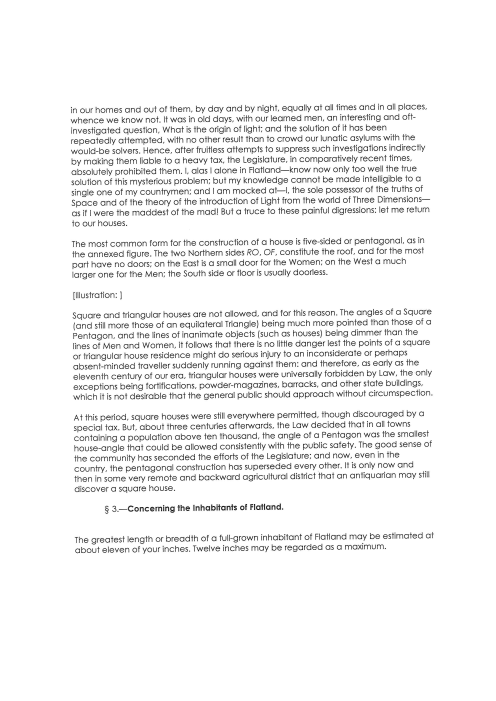 in our homes and out of them, by day and by night, equally at all times and in all places,
whence we know not. It was in old days, with our learned men, an interesting and oft-
investigated question, What is the origin of light; and the solution of it has been
repeatedly attempted, with no other result than to crowd our lunatic asylums with the
would-be solvers. Hence, after fruitless attempts to suppress such investigations indirectly
by making them liable to a heavy tax, the Legislature, in comparatively recent times,
absolutely prohibited them. I, alas I alone in Flatland—know now only too well the true
solution of this mysterious problem; but my knowledge cannot be made intelligible to a
single one of my countrymen; and I am mocked at—I, the sole possessor of the truths of
Space and of the theory of the introduction of Light from the world of Three Dimensions—
as if I were the maddest of the mad! But a truce to these painful digressions: let me return
to our houses.
The most common form for the construction of a house is five-sided or pentagonal, as in
the annexed figure. The two Northern sides RO, OF, constitute the roof, and for the most
part have no doors; on the East is a small door for the Women; on the West a much
larger one for the Men; the South side or floor is usually doorless.
[Illustration: ]
Square and triangular houses are not allowed, and for this reason. The angles of a Square
(and still more those of an equilateral Triangle) being much more pointed than those of a
Pentagon, and the lines of inanimate objects (such as houses) being dimmer than the
lines of Men and Women, it follows that there is no little danger lest the points of a square
or triangular house residence might do serious injury to an inconsiderate or perhaps
absent-minded traveller suddenly running against them: and therefore, as early as the
eleventh century of our era, triangular houses were universally forbidden by Law, the only
exceptions being fortifications, powder-magazines, barracks, and other state buildings,
which it is not desirable that the general public should approach without circumspection.
At this period, square houses were still everywhere permitted, though discouraged by a
special tax. But, about three centuries afterwards, the Law decided that in all towns
containing a population above ten thousand, the angle of a Pentagon was the smallest
house-angle that could be allowed consistently with the public safety. The good sense of
the community has seconded the efforts of the Legislature; and now, even in the
country, the pentagonal construction has superseded every other. It is only now and
then in some very remote and backward agricultural district that an antiquarian may still
discover a square house.
§ 3.—Concerning the Inhabitants of Flatland.
The greatest length or breadth of a full-grown inhabitant of Flatland may be estimated at
about eleven of your inches. Twelve inches may be regarded as a maximum.